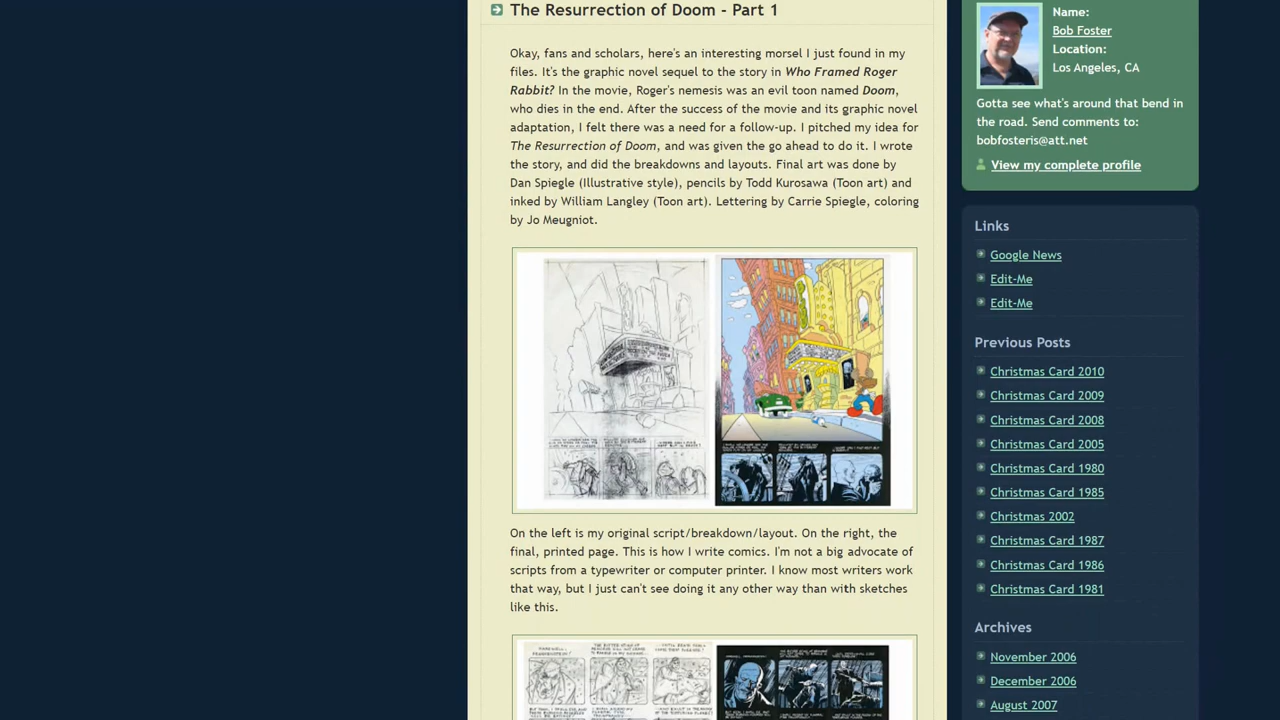 The Resurrection of Doom - Part 1
Okay, fans and scholars, here's an interesting morsel I just found in my
files. It's the graphic novel sequel to the story in Who Framed Roger
Rabbit? In the movie, Roger's nemesis was an evil toon named Doom,
who dies in the end. After the success of the movie and its graphic novel
adaptation, I felt there was a need for a follow-up. I pitched my idea for
The Resurrection of Doom, and was given the go ahead to do it. I wrote
the story, and did the breakdowns and layouts. Final art was done by
Dan Spiegle (Illustrative style), pencils by Todd Kurosawa (Toon art) and
inked by William Langley (Toon art). Lettering by Carrie Spiegle, coloring
by Jo Meugniot.
On the left is my original script/breakdown/layout. On the right, the
final, printed page. This is how I write comics. I'm not a big advocate of
scripts from a typewriter or computer printer. I know most writers work
that way, but I just can't see doing it any other way than with sketches
like this.
Name:
Bob Foster
Location:
Los Angeles, CA
Gotta see what's around that bend in
the road. Send comments to:
bobfosteris@att.net
View my complete profile
Links
Google News
Edit-Me
Edit-Me
Previous Posts
Christmas Card 2010
Christmas Card 2009
Christmas Card 2008
Christmas Card 2005
Christmas Card 1980
Christmas Card 1985
Christmas 2002
Christmas Card 1987
Christmas Card 1986
Christmas Card 1981
Archives
November 2006
December 2006
August 2007